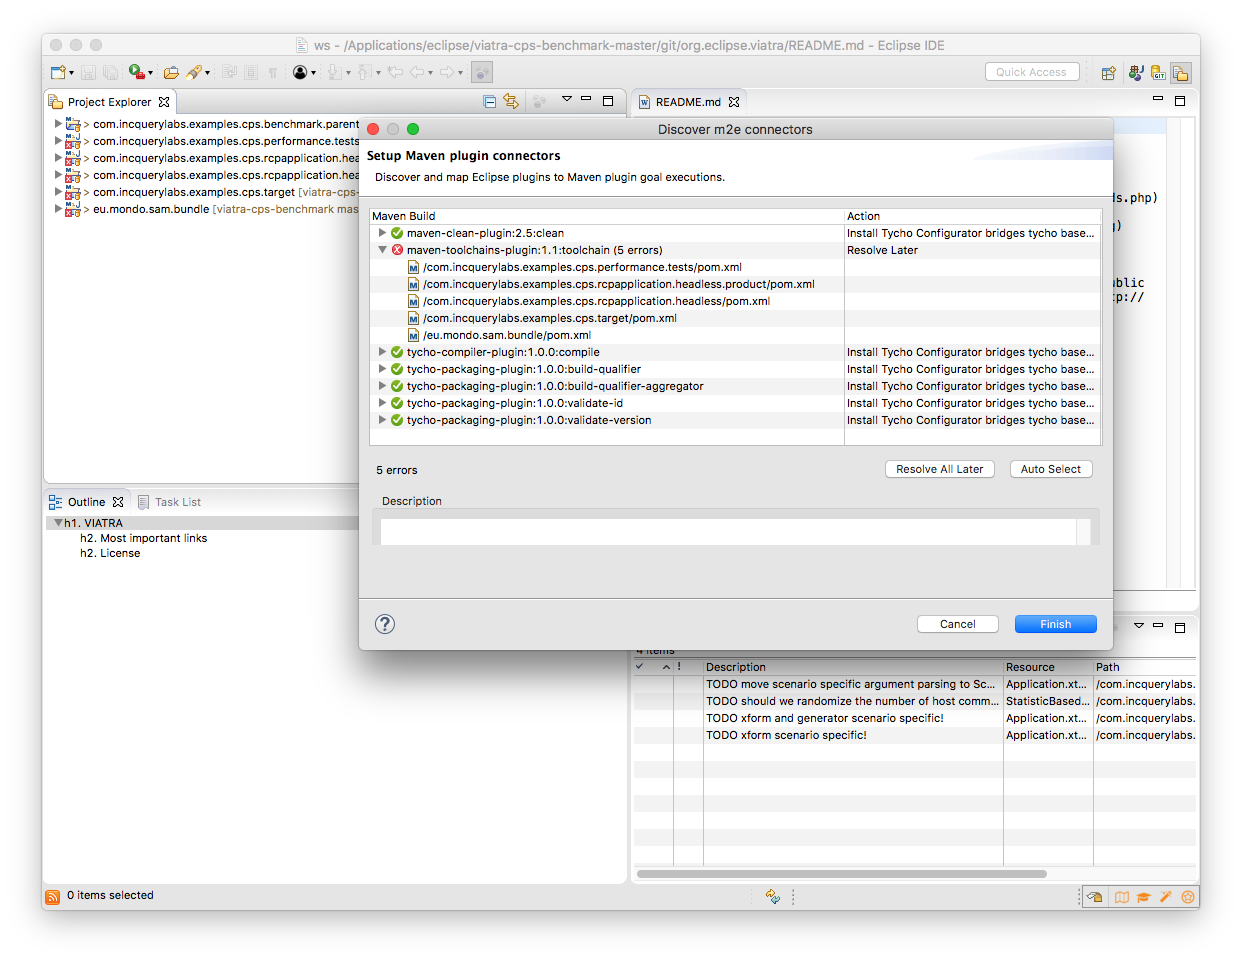 ws - /Applications/eclipse/viatra-cps-benchmark-master/git/org.eclipse.viatra/README.md - Eclipse IDE
Quick Access
Project Explorer
README.md
> com.incquerylabs.examples.cps.benchmark.parent
> com.incquerylabs.examples.cps.performance.tests
> com.incquerylabs.examples.cps.rcpapplication.hea
> com.incquerylabs.examples.cps.rcpapplication.hea
> com.incquerylabs.examples.cps.target [viatra-cps-
> eu.mondo.sam.bundle [viatra-cps-benchmark mas
Discover m2e connectors
Setup Maven plugin connectors
Discover and map Eclipse plugins to Maven plugin goal executions.
Maven Build Action
maven-clean-plugin:2.5:clean Install Tycho Configurator bridges tycho base...
maven-toolchains-plugin:1.1:toolchain (5 errors) Resolve Later
/com.incquerylabs.examples.cps.performance.tests/pom.xml
/com.incquerylabs.examples.cps.rcpapplication.headless.product/pom.xml
/com.incquerylabs.examples.cps.rcpapplication.headless/pom.xml
/com.incquerylabs.examples.cps.target/pom.xml
/eu.mondo.sam.bundle/pom.xml
tycho-compiler-plugin:1.0.0:compile Install Tycho Configurator bridges tycho base...
tycho-packaging-plugin:1.0.0:build-qualifier Install Tycho Configurator bridges tycho base...
tycho-packaging-plugin:1.0.0:build-qualifier-aggregator Install Tycho Configurator bridges tycho base...
tycho-packaging-plugin:1.0.0:validate-id Install Tycho Configurator bridges tycho base...
tycho-packaging-plugin:1.0.0:validate-version Install Tycho Configurator bridges tycho base...
5 errors
Resolve All Later
Auto Select
Description
Cancel
Finish
ds.php)
g)
ublic
tp://
Outline
Task List
h1. VIATRA
h2. Most important links
h2. License
4 items
! Description Resource Path
TODO move scenario specific argument parsing to Sc... Application.xt... /com.incquerylabs.
TODO should we randomize the number of host comm... StatisticBased... /com.incquerylabs.
TODO xform and generator scenario specific! Application.xt... /com.incquerylabs.
TODO xform scenario specific! Application.xt... /com.incquerylabs.
0 items selected